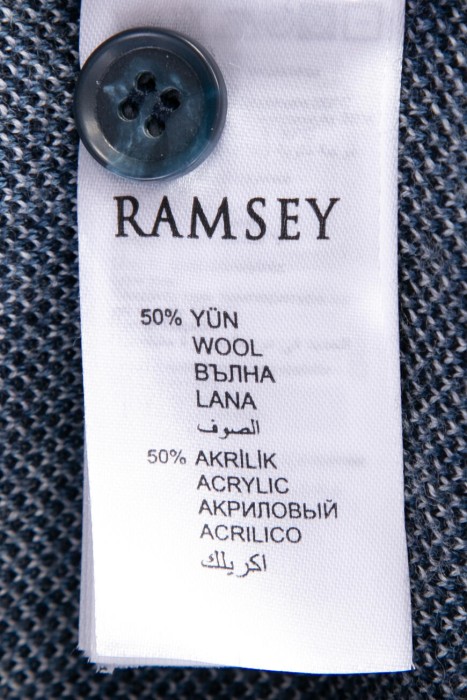 RAMSEY
50% YÜN
WOOL
ВЪЛНА
LANA
الصوف
50% AKRİLİK
ACRYLIC
АКРИЛОВЫЙ
ACRILICO
اكريلك